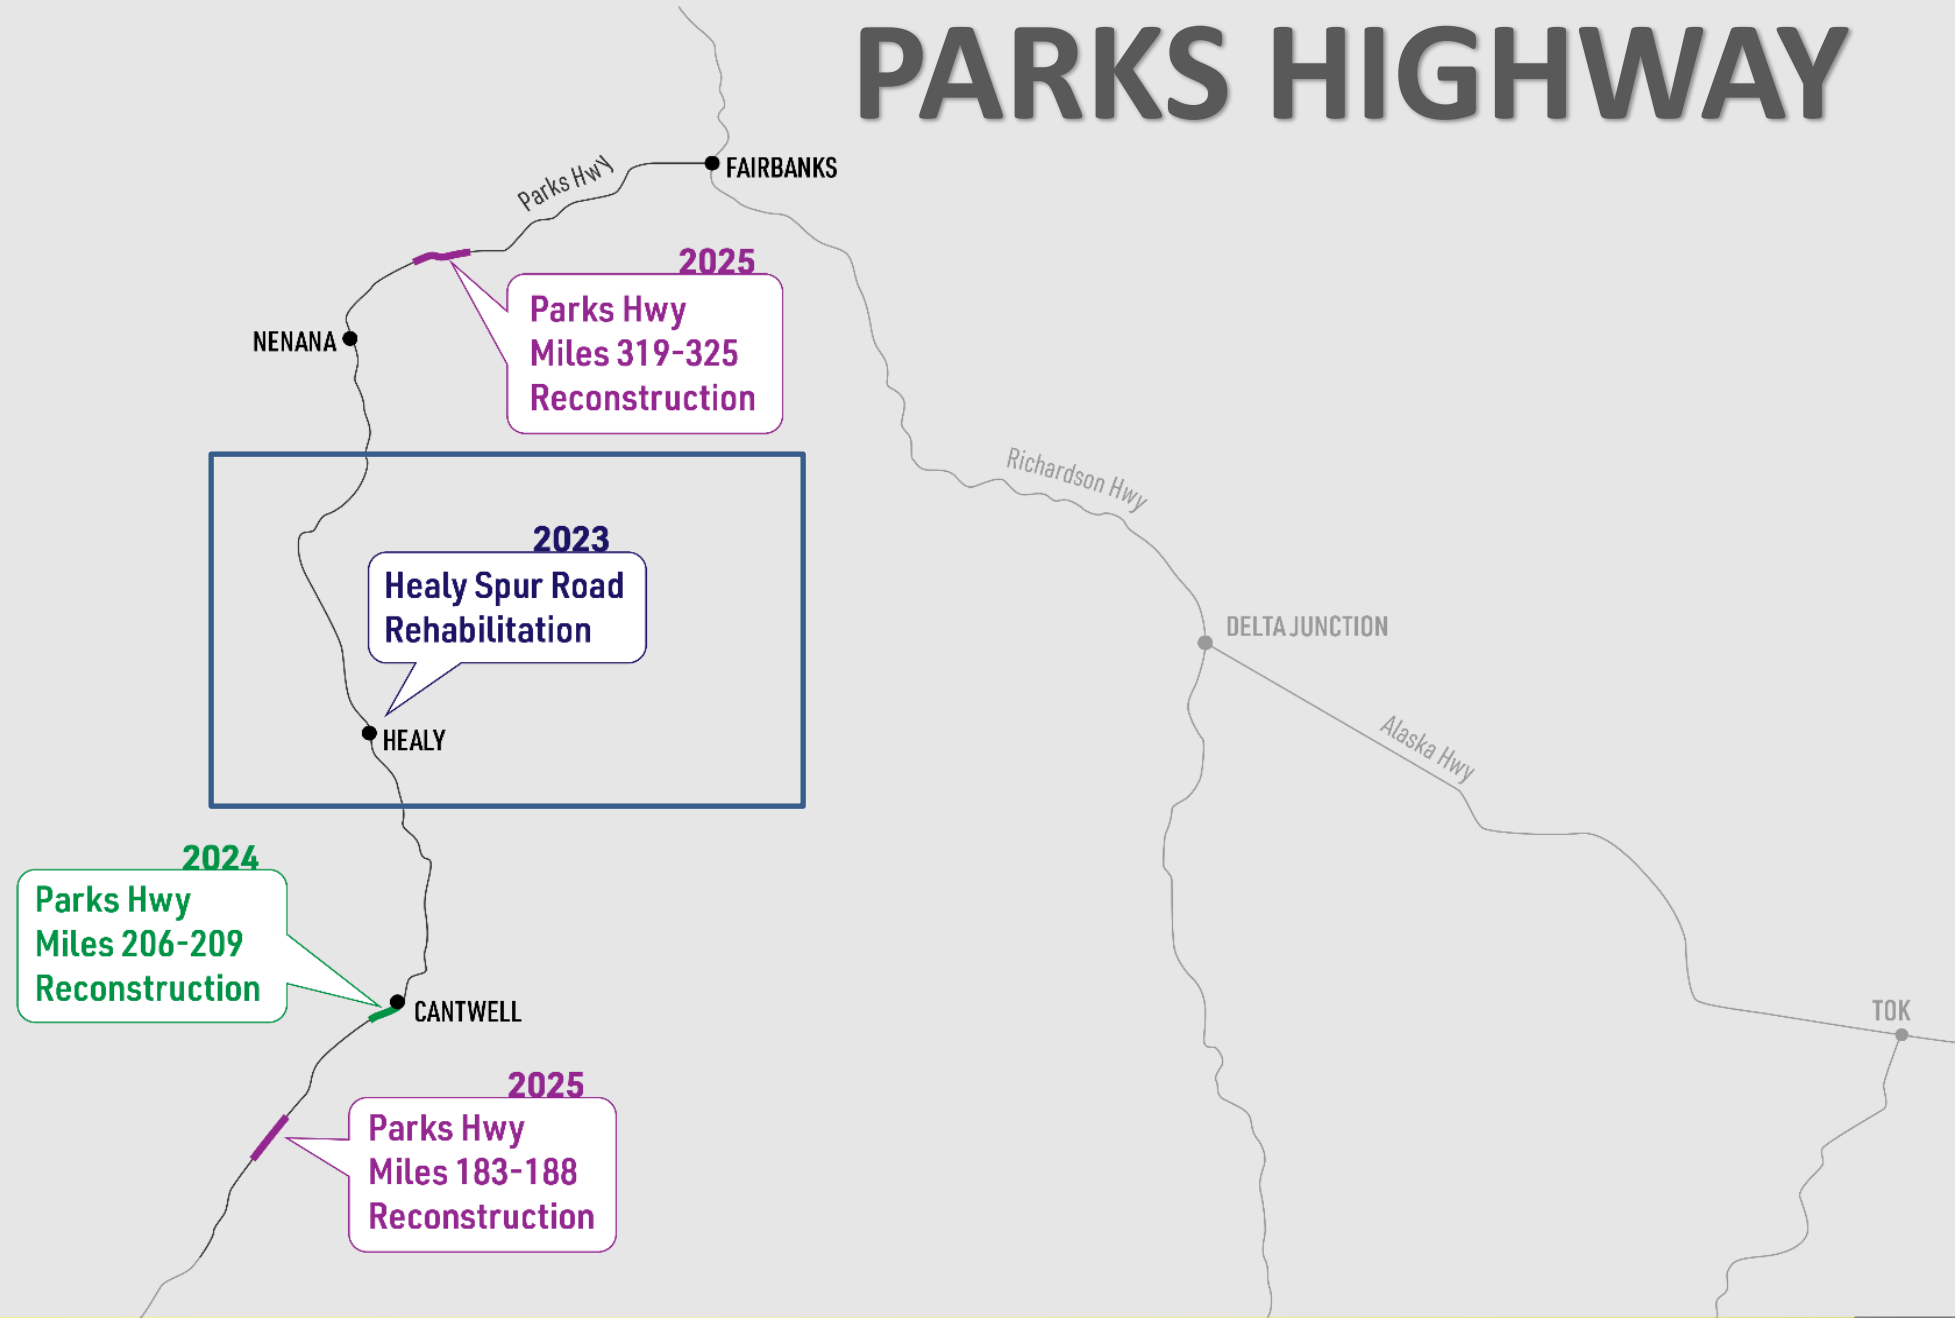 PARKS HIGHWAY
FAIRBANKS
Parks Hwy
2025
Parks Hwy
Miles 319-325
Reconstruction
NENANA
Richardson Hwy
2023
Healy Spur Road
Rehabilitation
DELTA JUNCTION
HEALY
Alaska Hwy
2024
Parks Hwy
Miles 206-209
Reconstruction
CANTWELL
TOK
2025
Parks Hwy
Miles 183-188
Reconstruction